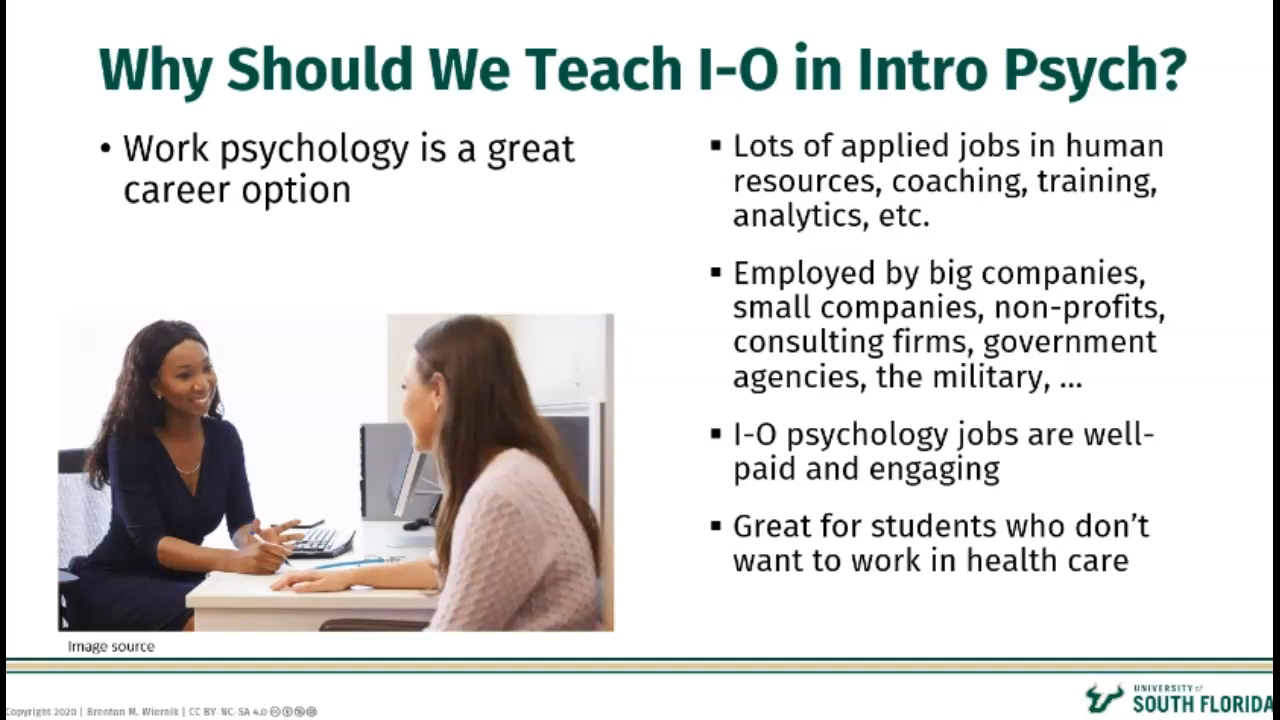 Why Should We Teach I-O in Intro Psych?
• Work psychology is a great
career option
▪ Lots of applied jobs in human
resources, coaching, training,
analytics, etc.
▪ Employed by big companies,
small companies, non-profits,
consulting firms, government
agencies, the military, ...
▪ I-O psychology jobs are well-
paid and engaging
▪ Great for students who don't
want to work in health care
Image source
Copyright 2020 | Brenton M. Wiernik | CC BY-NC-SA 4.0
UNIVERSITY of
SOUTH FLORIDA